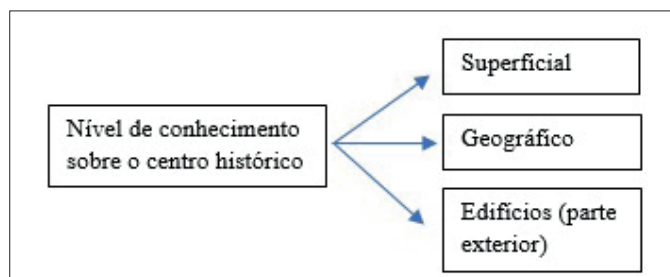 Nível de conhecimento
sobre o centro histórico
Superficial
Geográfico
Edifícios (parte
exterior)